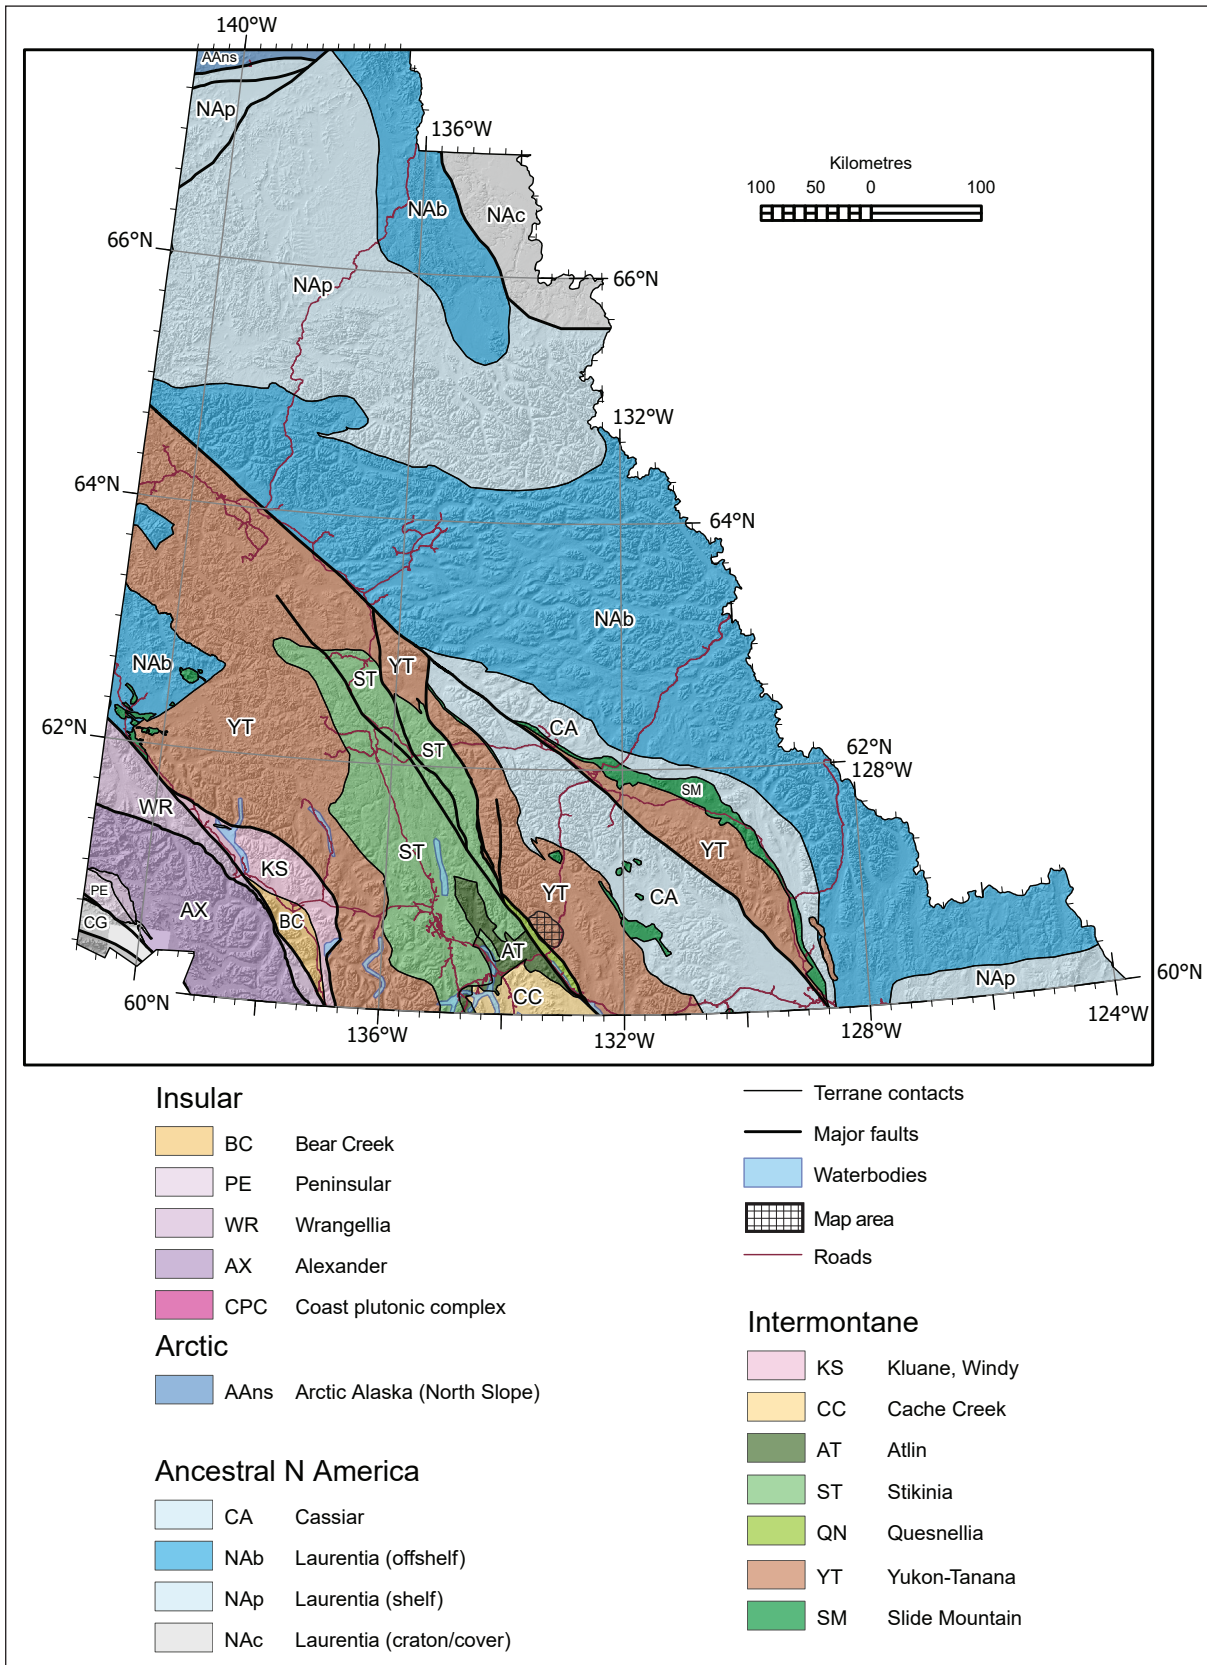 140°W
AAns
NAp
136°W
Kilometres
100 50 0 100
NAb
NAc
66°N
66°N
NAp
132°W
64°N
64°N
NAb
NAb
YT
ST
CA
YT
ST
62°N
62°N
128°W
SM
WR
YT
ST
KS
PE
YT
CA
AX
BC
CG
AT
NAp
60°N
CC
60°N
136°W
132°W
128°W
124°W
Insular
BC Bear Creek
PE Peninsular
WR Wrangellia
AX Alexander
CPC Coast plutonic complex
Arctic
AAns Arctic Alaska (North Slope)
Ancestral N America
CA Cassiar
NAb Laurentia (offshelf)
NAp Laurentia (shelf)
NAc Laurentia (craton/cover)
Terrane contacts
Major faults
Waterbodies
Map area
Roads
Intermontane
KS Kluane, Windy
CC Cache Creek
AT Atlin
ST Stikinia
QN Quesnellia
YT Yukon-Tanana
SM Slide Mountain